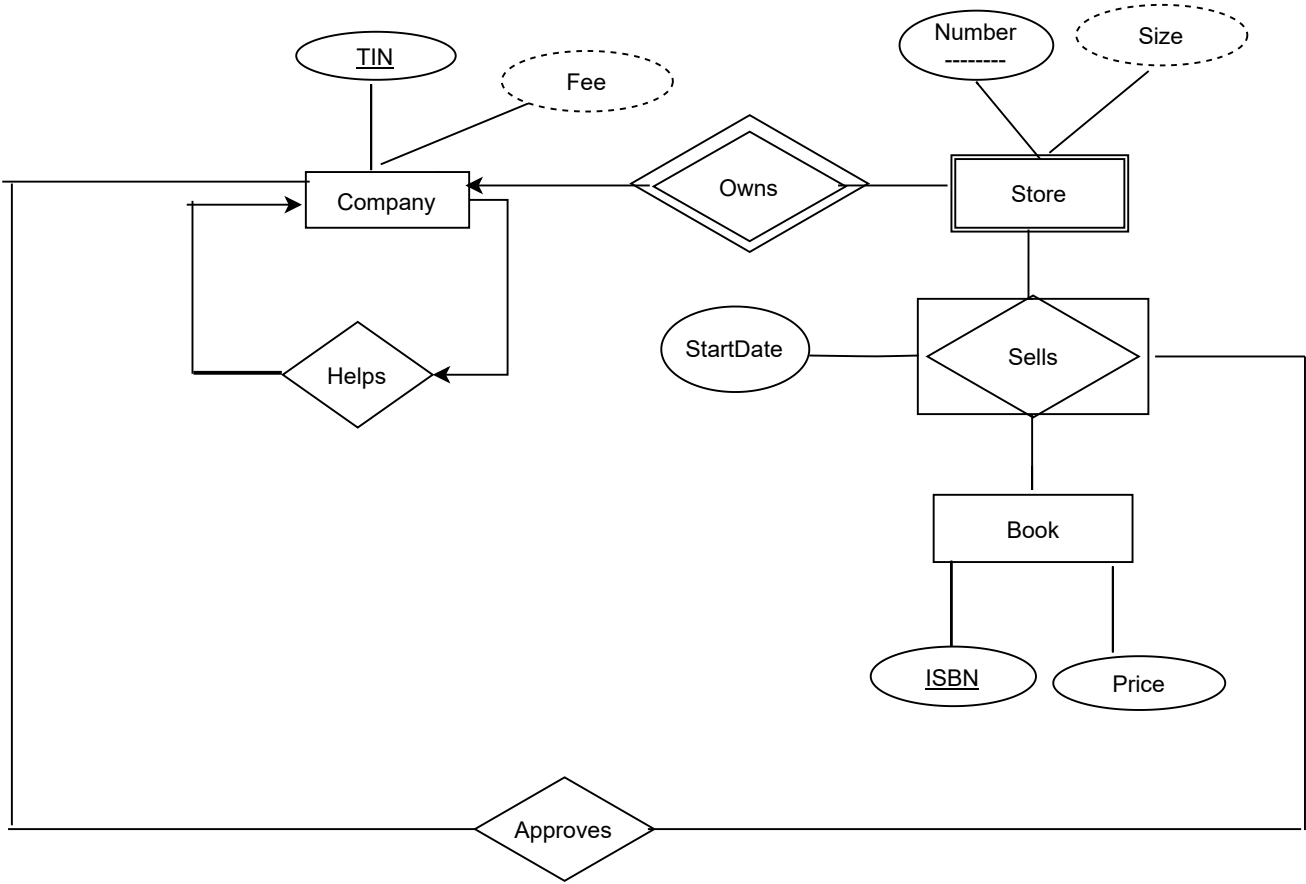 Number
--------
Size
TIN
Fee
Owns
Store
Company
StartDate
Sells
Helps
Book
ISBN
Price
Approves